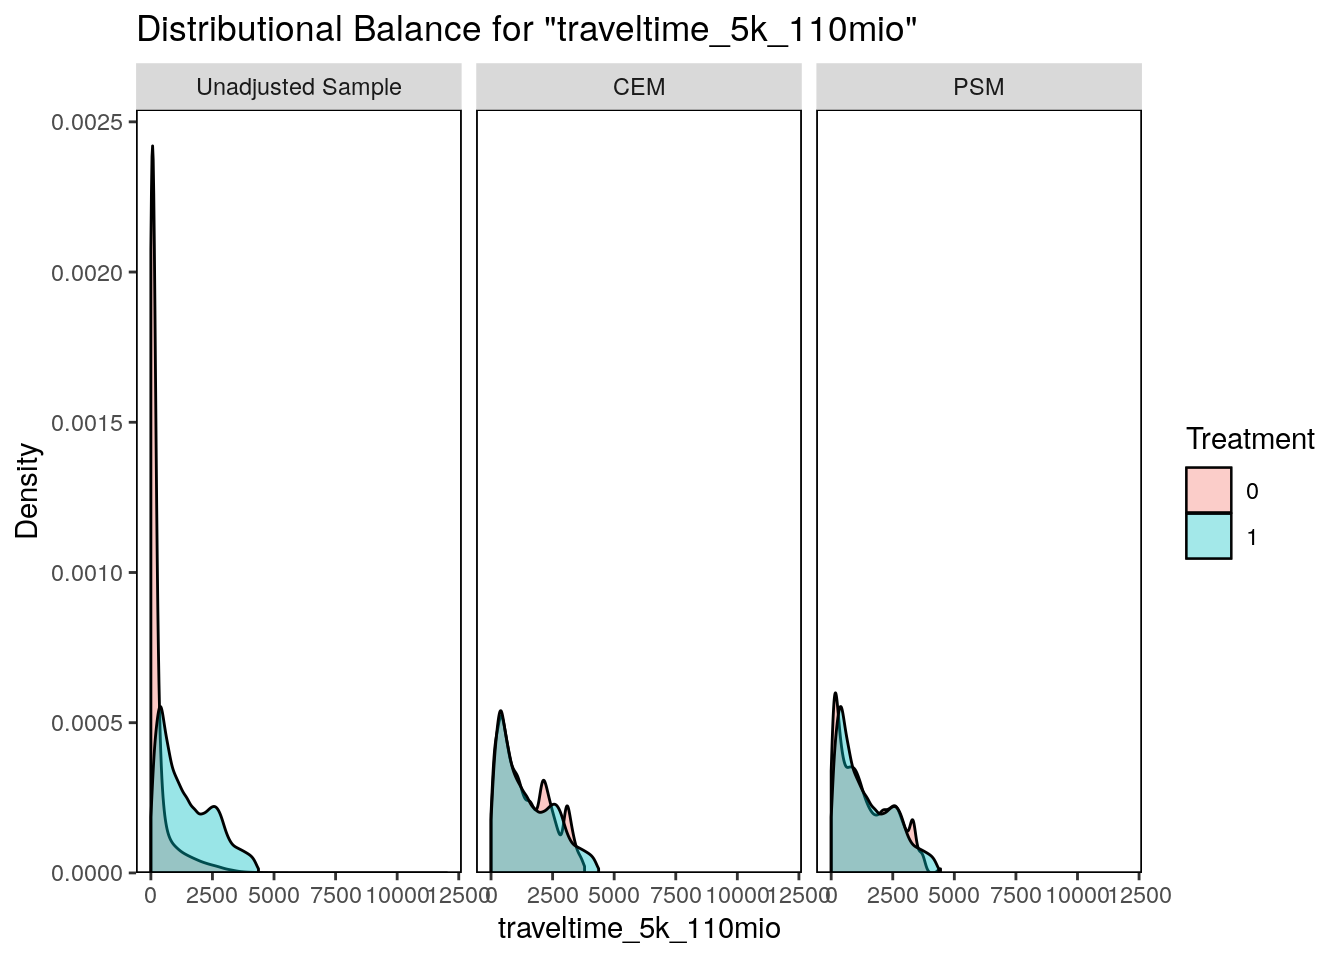 Distributional Balance for "traveltime_5k_110mio"
Unadjusted Sample
CEM
PSM
0.0025
0.0020
0.0015
0.0010
0.0005
0.0000
Density
0 2500 5000 7500 10000 12500
0 2500 5000 7500 10000 12500
0 2500 5000 7500 10000 12500
traveltime_5k_110mio
Treatment
0
1